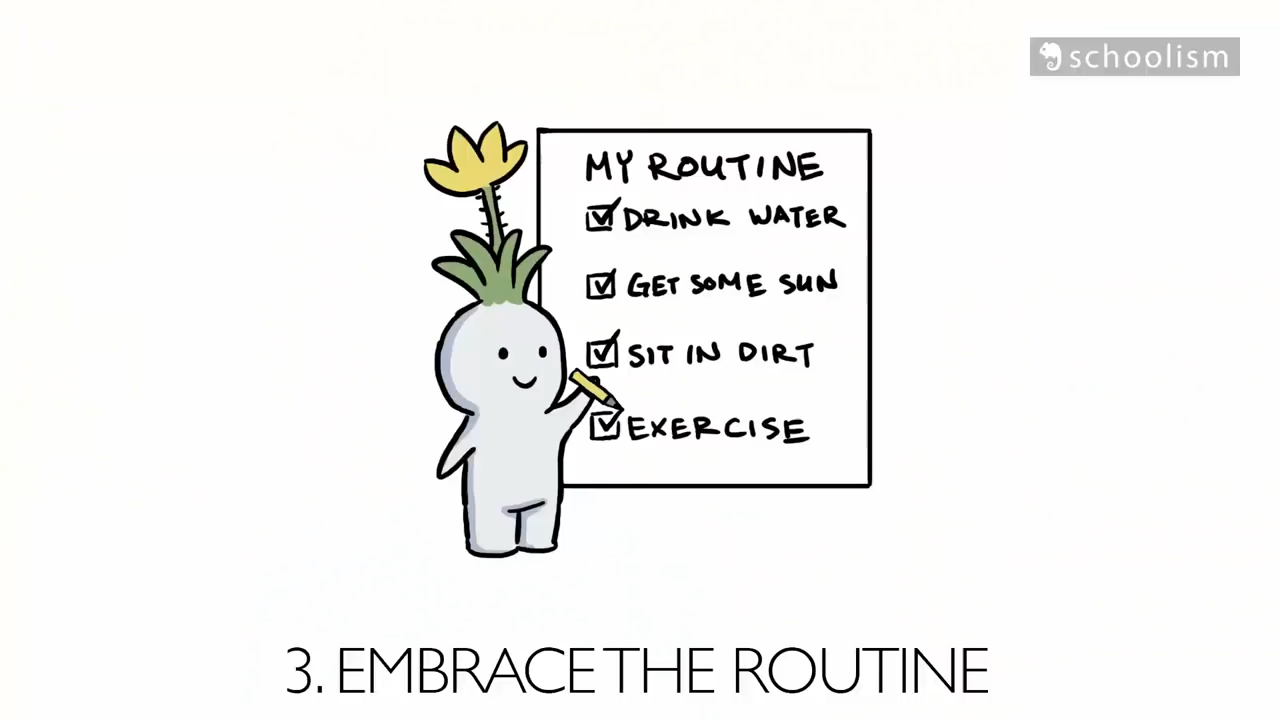 schoolism
MY ROUTINE
DRINK WATER
GET SOME SUN
SIT IN DIRT
EXERCISE
3. EMBRACE THE ROUTINE